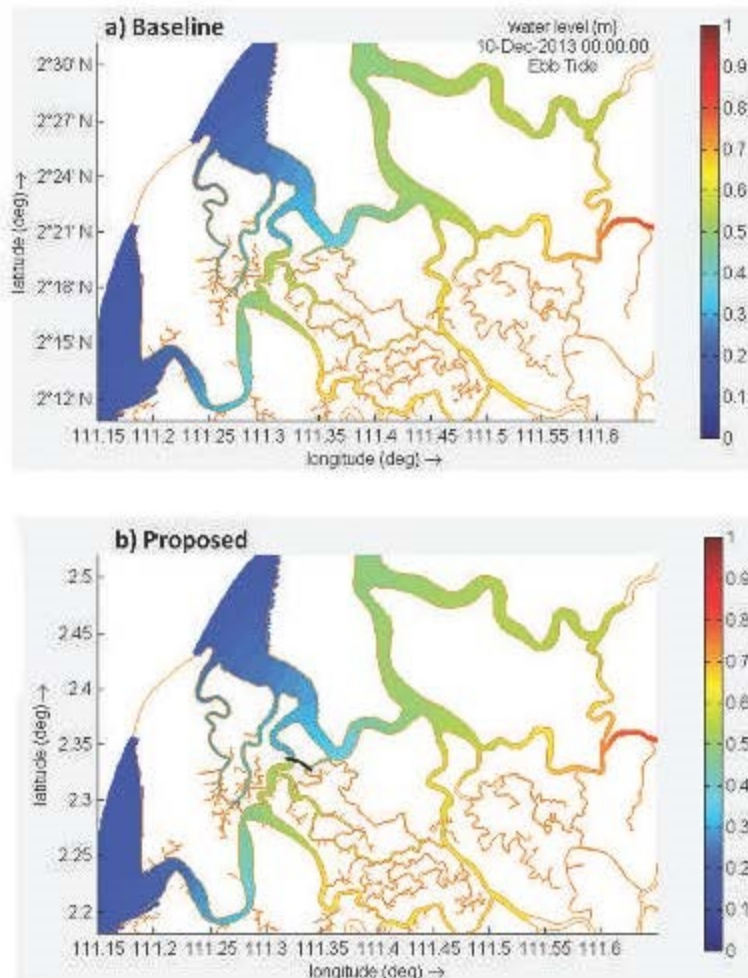 a) Baseline
water level (m)
10-Dec-2013 00.00.00
Ebb Tide
2°30' N
2°27' N
2°24' N
2°21' N
2°18' N
2°15' N
2°12' N
latitude (deg) →
111.15 111.2 111.25 111.3 111.35 111.4 111.45 111.5 111.55 111.6
longitude (deg) →
1
0.9
0.8
0.7
0.6
0.5
0.4
0.3
0.2
0.1
0
b) Proposed
2.5
2.45
2.4
2.35
2.3
2.25
2.2
latitude (deg) →
111.15 111.2 111.25 111.3 111.35 111.4 111.45 111.5 111.55 111.6
longitude (deg) →
1
0.9
0.8
0.7
0.6
0.5
0.4
0.3
0.2
0.1
0